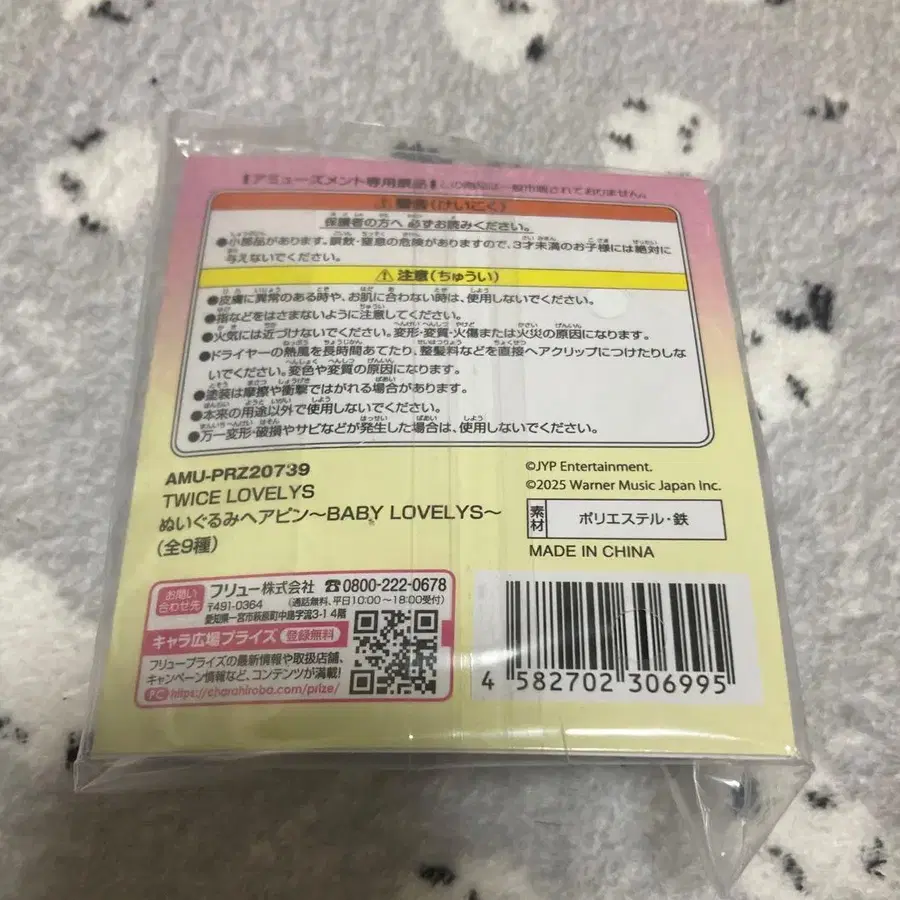 【アミューズメント専用景品】この商品は一般市販されておりません。
⚠警告(けいこく)
保護者の方へ 必ずお読みください。
●小部品があります。誤飲・窒息の危険がありますので、3才未満のお子様には絶対に
与えないでください。
⚠注意(ちゅうい)
●皮膚に異常のある時や、お肌に合わない時は、使用しないでください。
●指などをはさまないように注意してください。
●火気には近づけないでください。変形・変質・火傷または火災の原因になります。
●ドライヤーの熱風を長時間あてたり、整髪料などを直接ヘアクリップにつけたりしな
いでください。変色や変質の原因になります。
●塗装は摩擦や衝撃ではがれる場合があります。
●本来の用途以外で使用しないでください。
●万一変形・破損やサビなどが発生した場合は、使用しないでください。
AMU-PRZ20739
TWICE LOVELYS
ぬいぐるみヘアピン〜BABY LOVELYS〜
(全9種)
©JYP Entertainment.
©2025 Warner Music Japan Inc.
素材 ポリエステル・鉄
MADE IN CHINA
お問い合わせ先 フリュー株式会社 ☎0800-222-0678
〒491-0364 (通話無料、平日10:00〜18:00受付)
愛知県一宮市萩原町中島字流3-1 4階
キャラ広場プライズ 登録無料
フリュープライズの最新情報や取扱店舗、
キャンペーン情報など、コンテンツが満載!
PC https://charahiroba.com/prize/
4 582702 306995